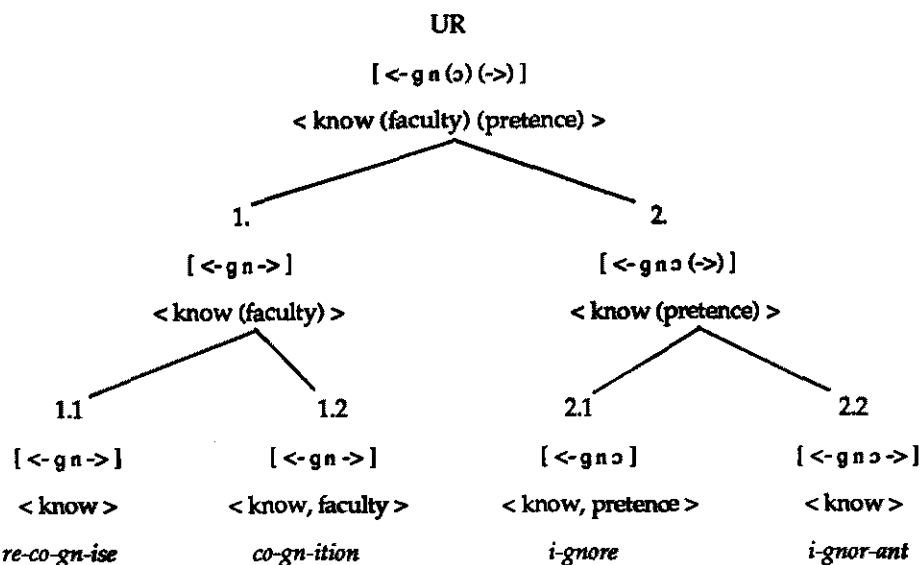 UR
[ <- g n (ɔ) (->) ]
< know (faculty) (pretence) >
1. 2.
[ <- g n -> ] [ <- g n ɔ (->) ]
< know (faculty) > < know (pretence) >
1.1 1.2 2.1 2.2
[ <- g n -> ] [ <- g n -> ] [ <- g n ɔ ] [ <- g n ɔ -> ]
< know > < know, faculty > < know, pretence > < know >
re-co-gn-ise co-gn-ition i-gnore i-gnor-ant